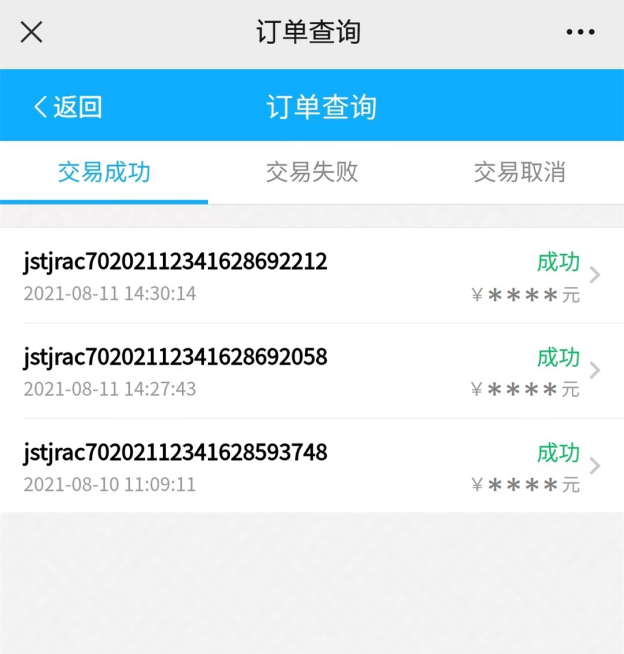 订单查询
返回
订单查询
交易成功 交易失败 交易取消
jstjrac70202112341628692212 成功
2021-08-11 14:30:14 ￥****元
jstjrac70202112341628692058 成功
2021-08-11 14:27:43 ￥****元
jstjrac70202112341628593748 成功
2021-08-10 11:09:11 ￥****元